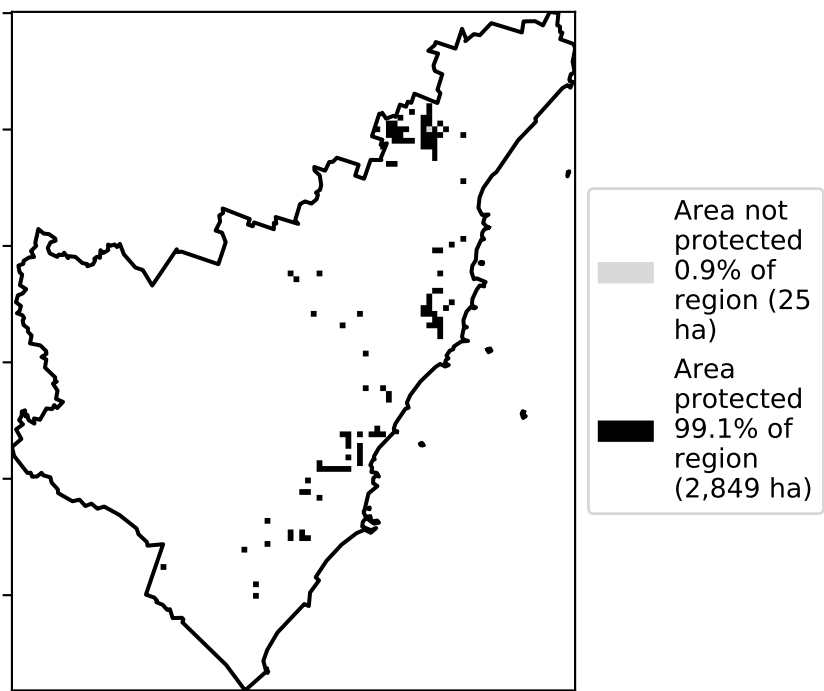 Area not
protected
0.9% of
region (25
ha)
Area
protected
99.1% of
region
(2,849 ha)